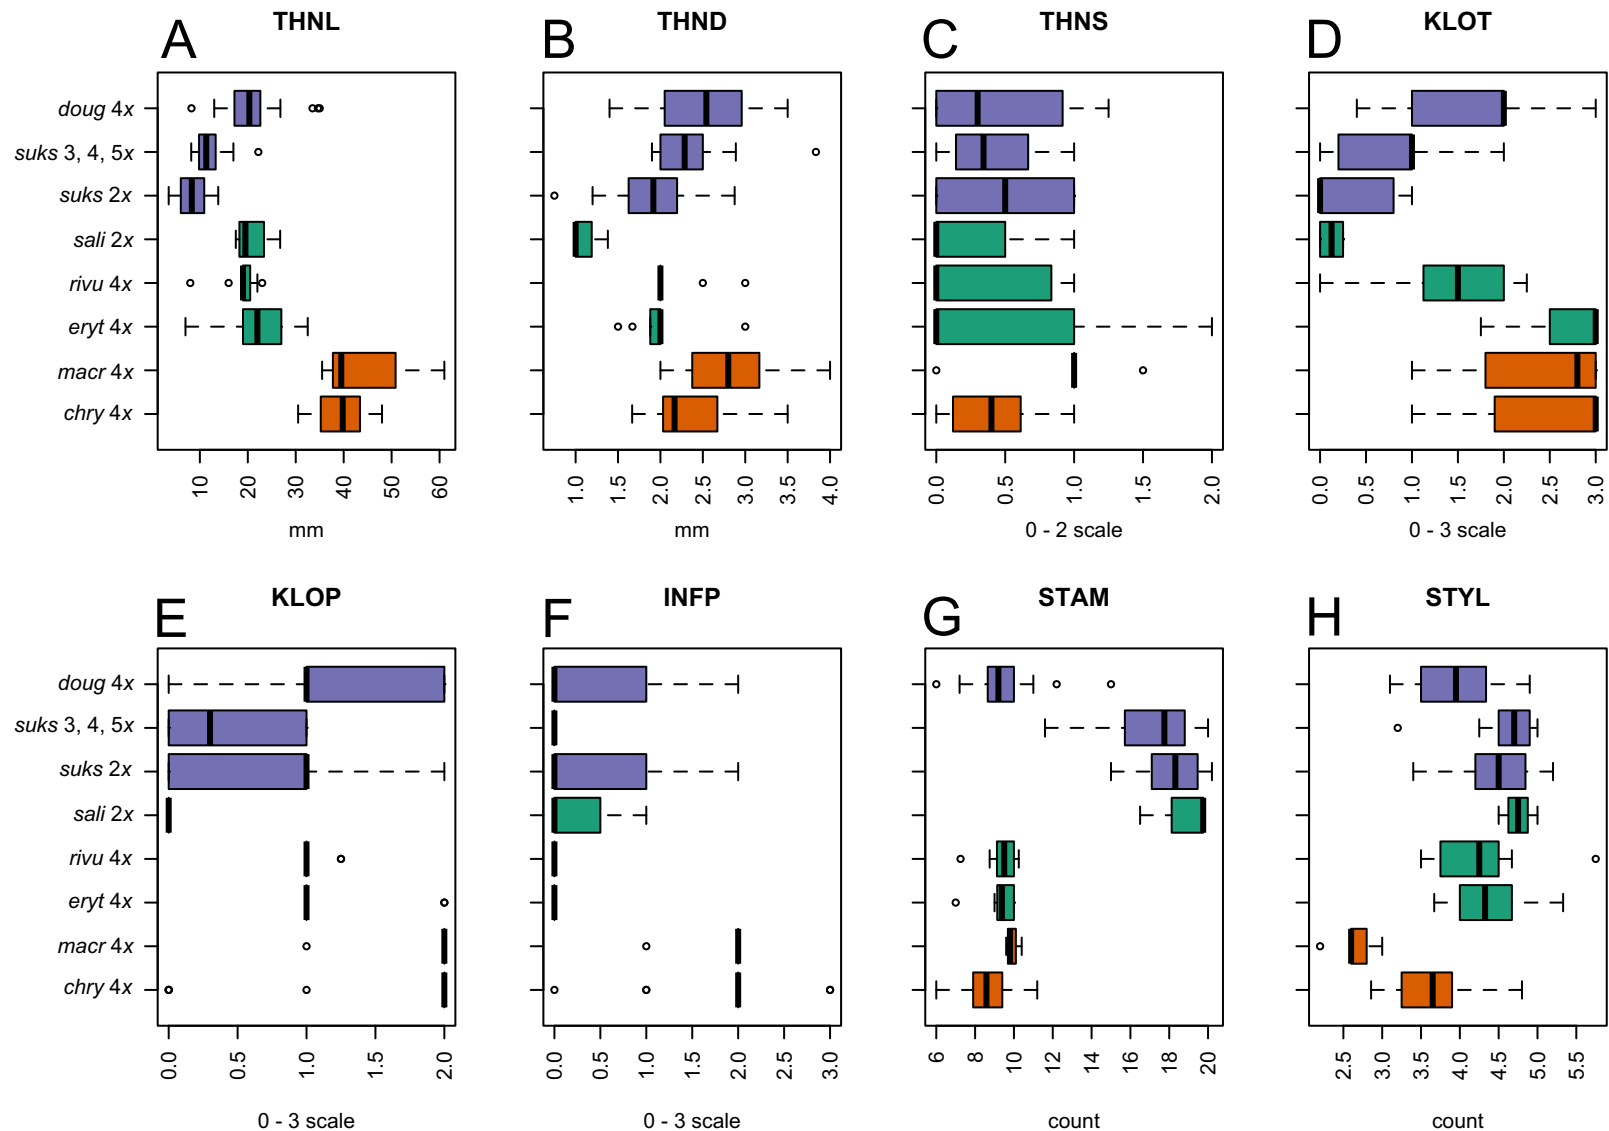 A THNL
B THND
C THNS
D KLOT
doug 4x
suks 3, 4, 5x
suks 2x
sali 2x
rivu 4x
eryt 4x
macr 4x
chry 4x
10 20 30 40 50 60
1.0 1.5 2.0 2.5 3.0 3.5 4.0
0.0 0.5 1.0 1.5 2.0
0.0 0.5 1.0 1.5 2.0 2.5 3.0
mm
mm
0 - 2 scale
0 - 3 scale
E KLOP
F INFP
G STAM
H STYL
doug 4x
suks 3, 4, 5x
suks 2x
sali 2x
rivu 4x
eryt 4x
macr 4x
chry 4x
0.0 0.5 1.0 1.5 2.0
0.0 0.5 1.0 1.5 2.0 2.5 3.0
6 8 10 12 14 16 18 20
2.5 3.0 3.5 4.0 4.5 5.0 5.5
0 - 3 scale
0 - 3 scale
count
count